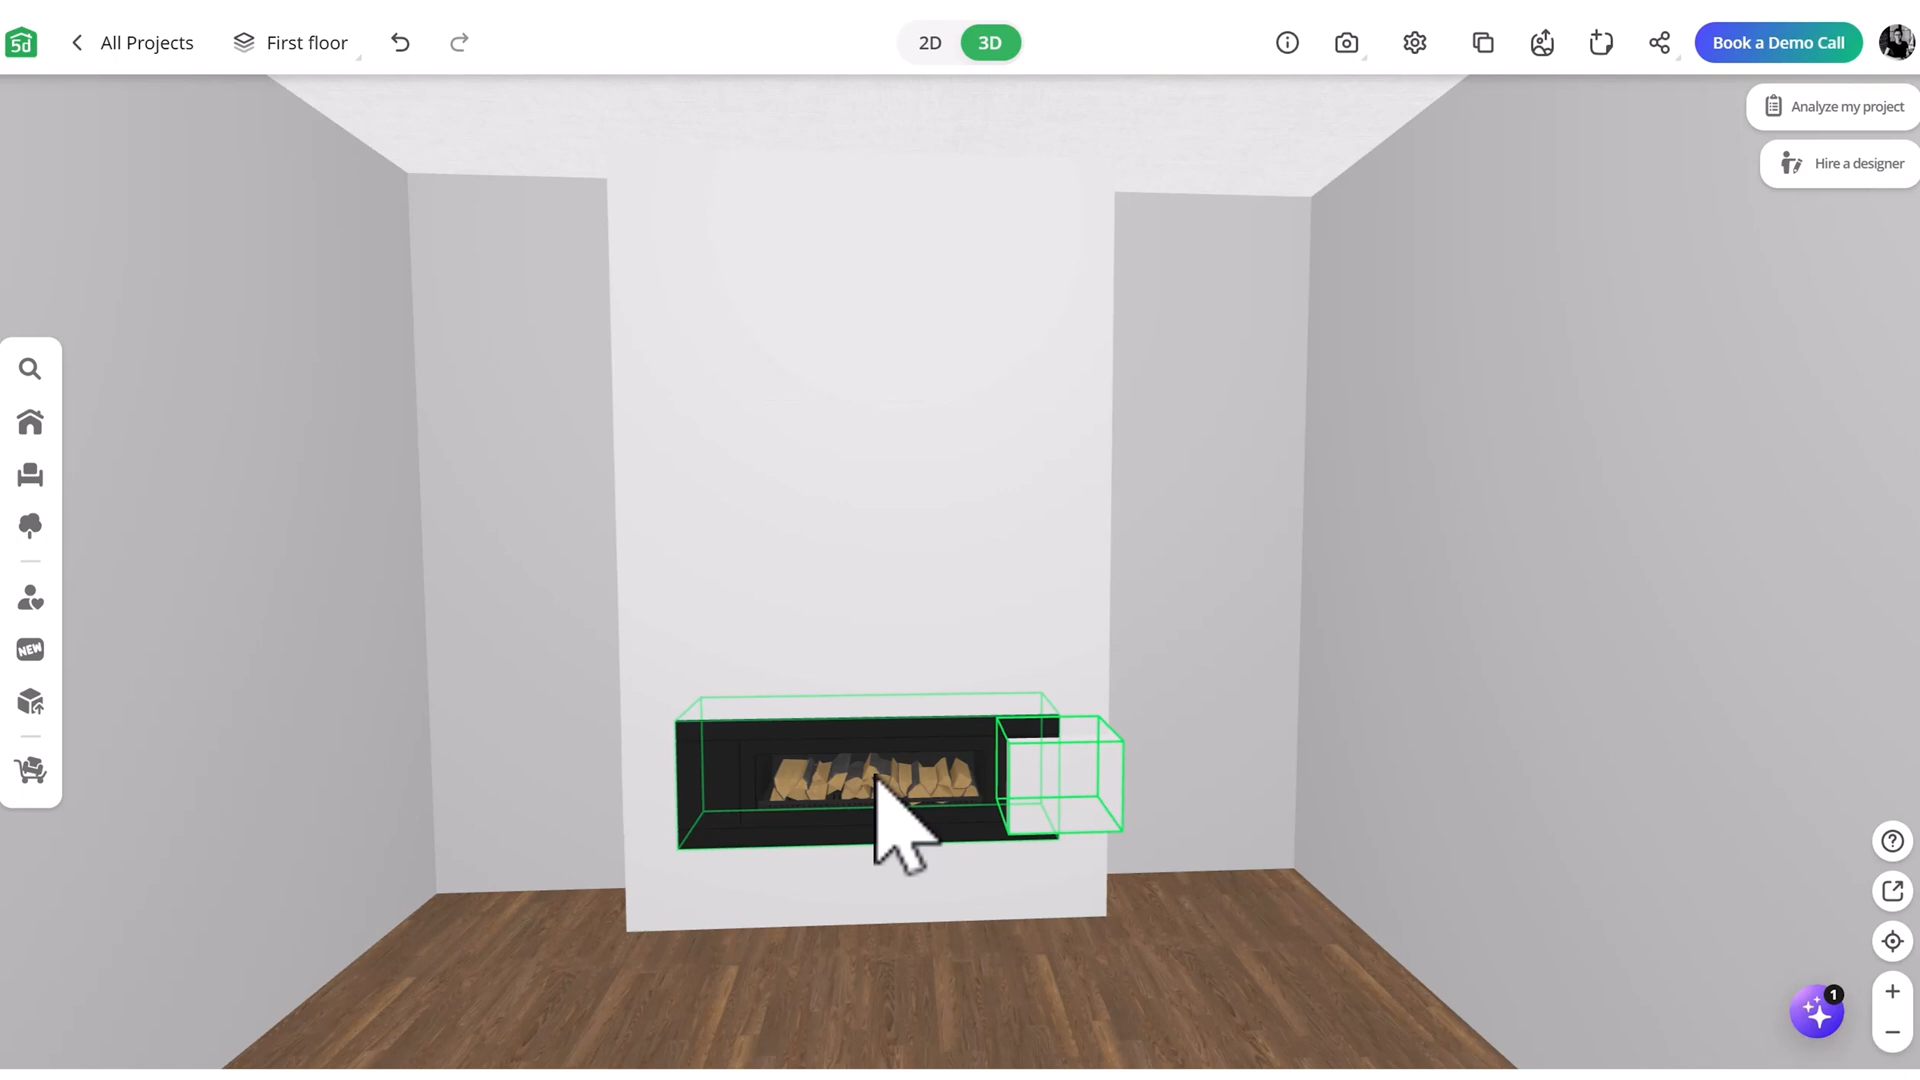 5d
All Projects
First floor
2D
3D
Book a Demo Call
Analyze my project
Hire a designer
NEW
1